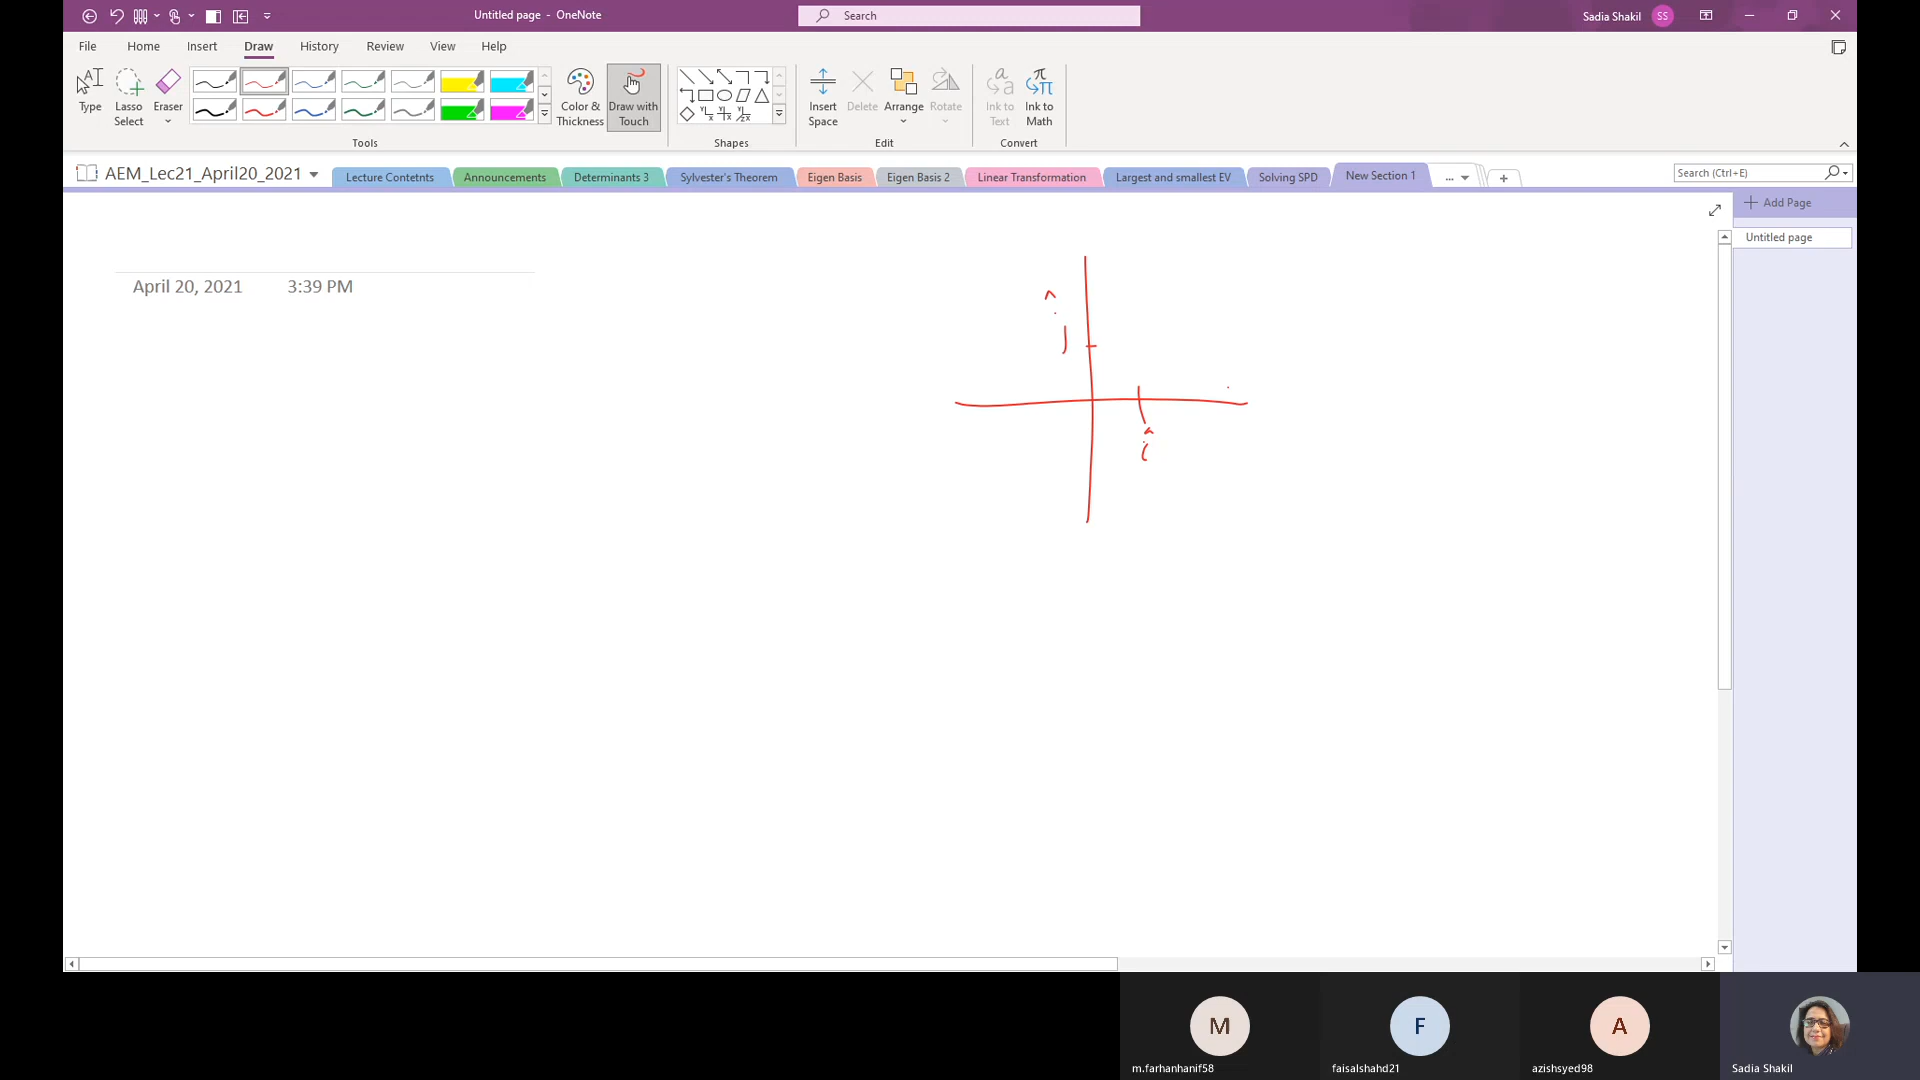 Untitled page - OneNote
Search
Sadia Shakil
SS
File Home Insert Draw History Review View Help
Type
Lasso Select
Eraser
Color & Thickness
Draw with Touch
Insert Space
Delete
Arrange
Rotate
Ink to Text
Ink to Math
Tools
Shapes
Edit
Convert
AEM_Lec21_April20_2021
Lecture Contetnts
Announcements
Determinants 3
Sylvester's Theorem
Eigen Basis
Eigen Basis 2
Linear Transformation
Largest and smallest EV
Solving SPD
New Section 1
...
Search (Ctrl+E)
Add Page
Untitled page
April 20, 2021 3:39 PM
ĵ
î
M
F
A
m.farhanhanif58
faisalshahd21
azishsyed98
Sadia Shakil